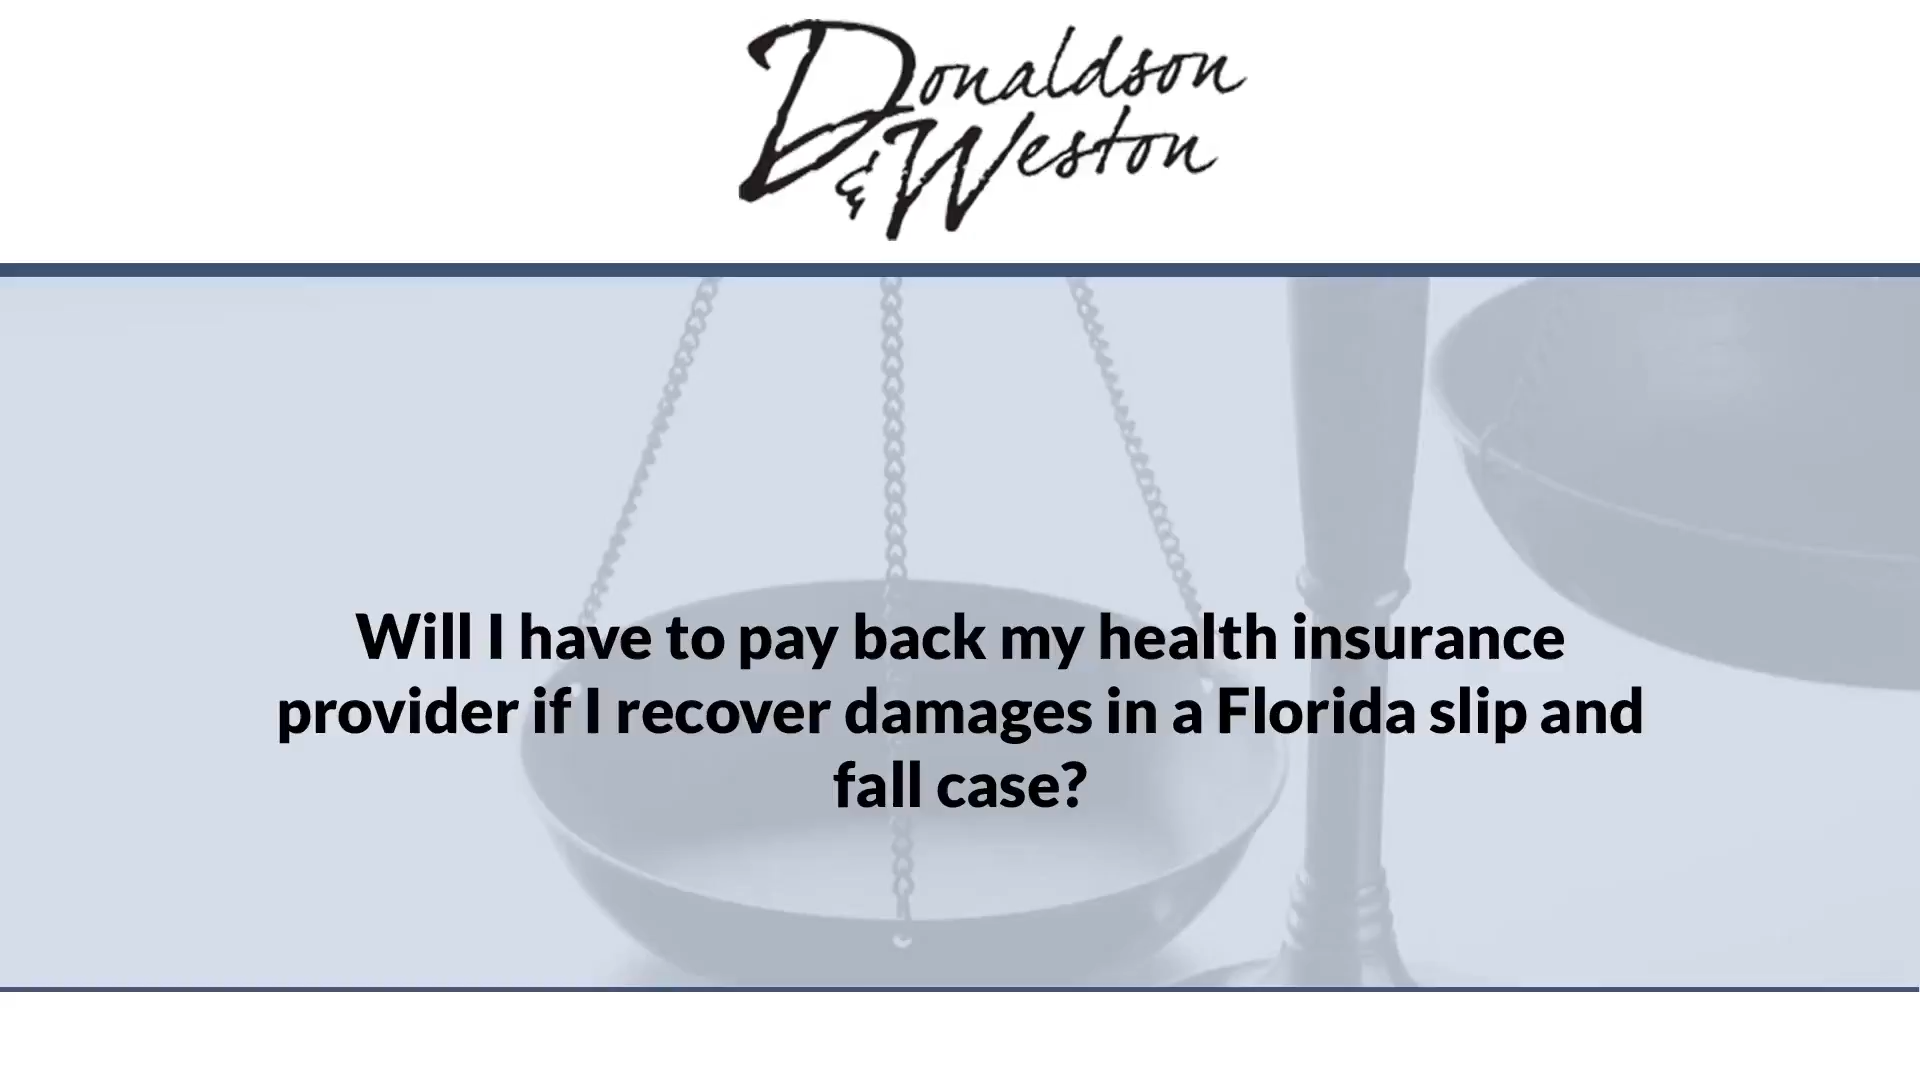 Donaldson
& Weston
Will I have to pay back my health insurance
provider if I recover damages in a Florida slip and
fall case?